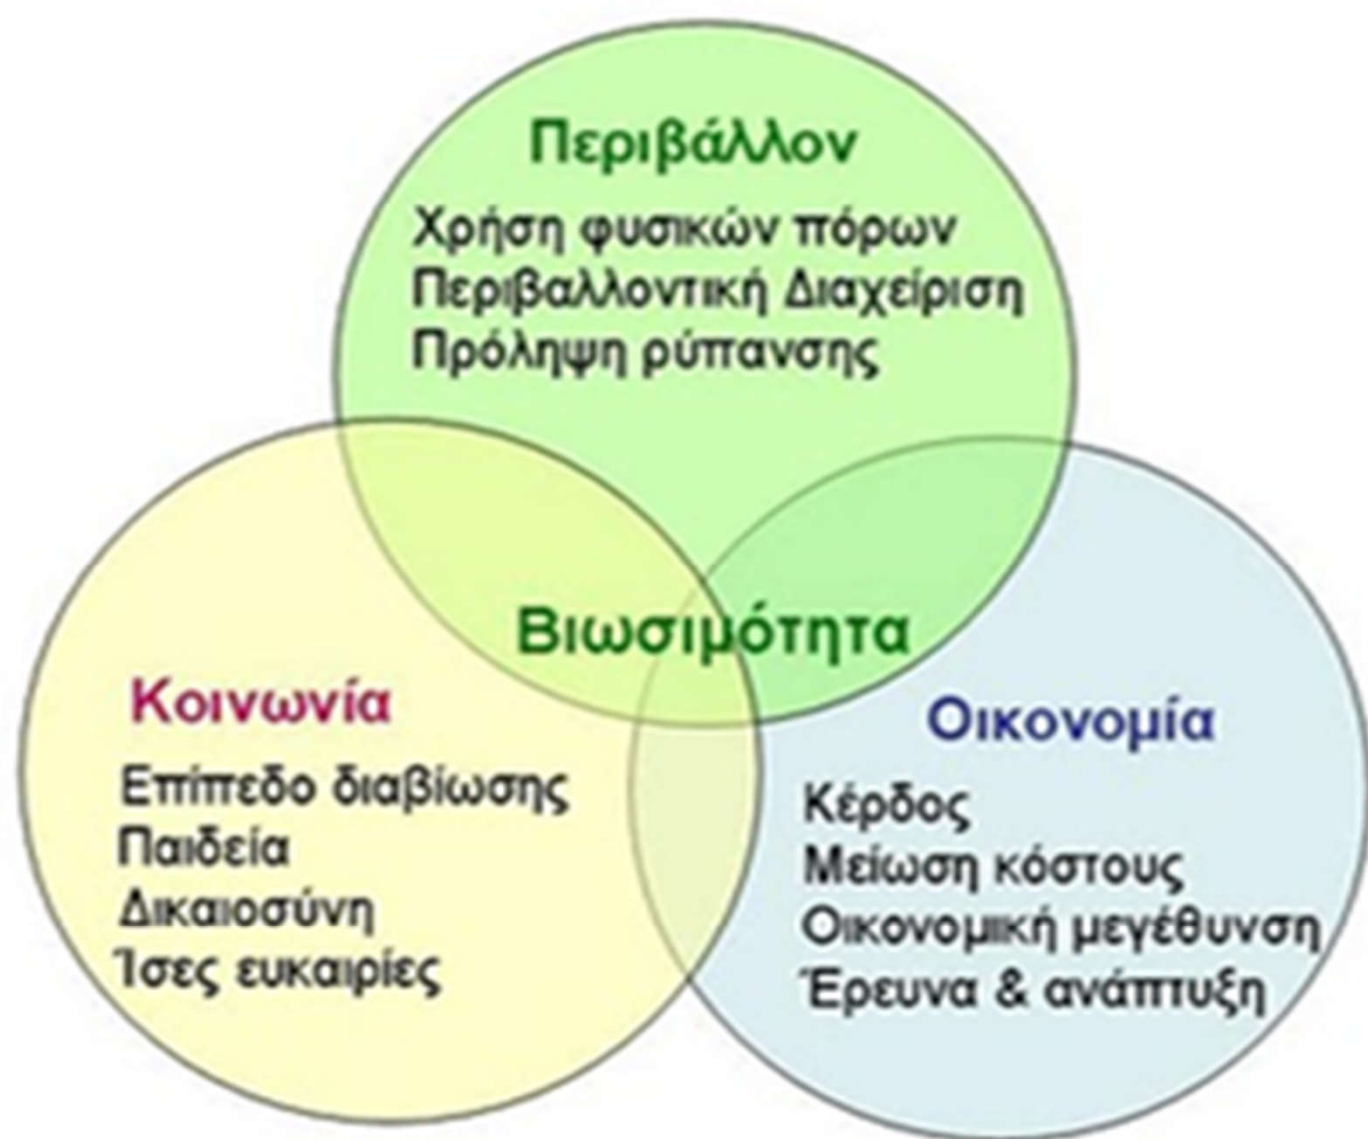 Περιβάλλον
Χρήση φυσικών πόρων
Περιβαλλοντική Διαχείριση
Πρόληψη ρύπανσης
Βιωσιμότητα
Κοινωνία
Επίπεδο διαβίωσης
Παιδεία
Δικαιοσύνη
Ίσες ευκαιρίες
Οικονομία
Κέρδος
Μείωση κόστους
Οικονομική μεγέθυνση
Έρευνα & ανάπτυξη